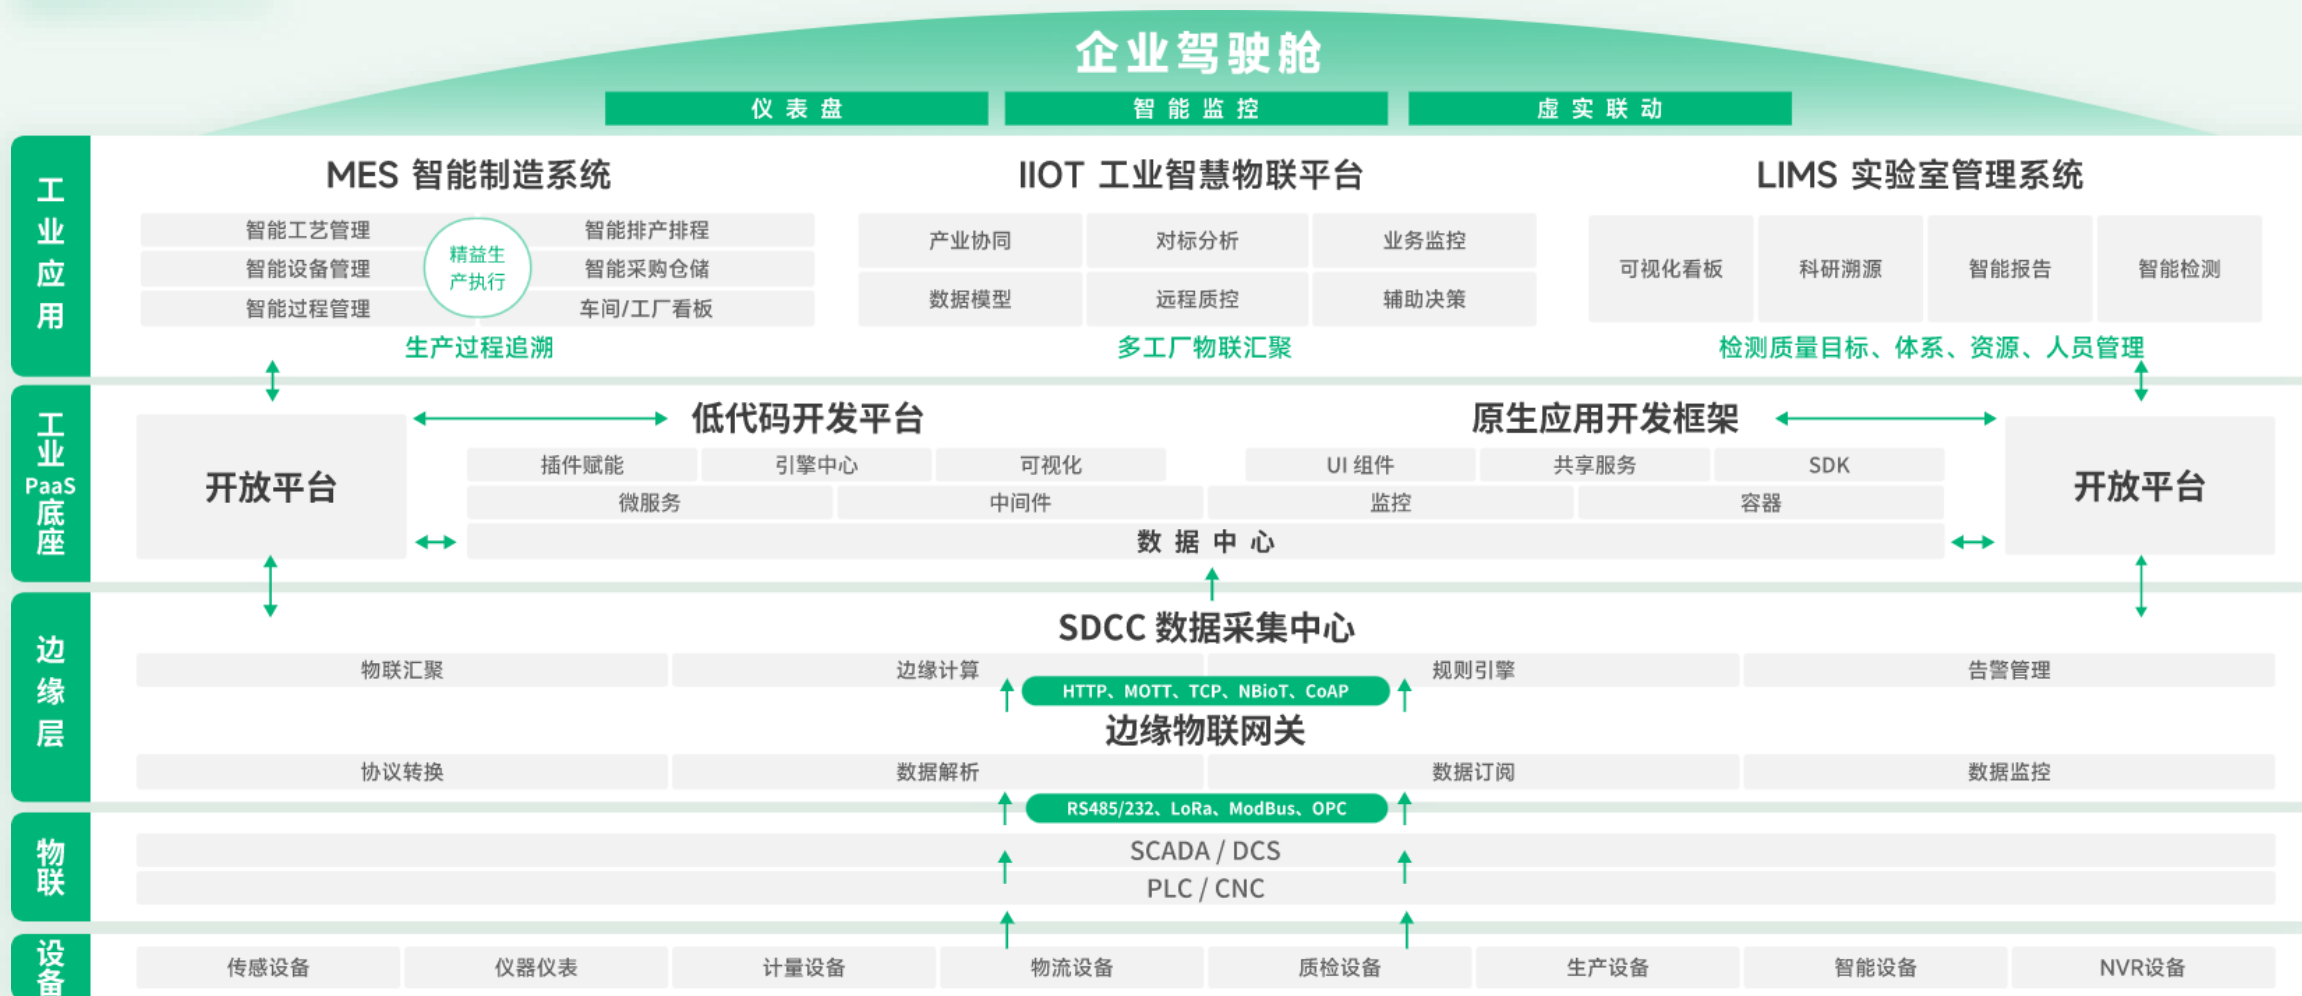 企业驾驶舱
仪表盘
智能监控
虚实联动
工业应用
MES 智能制造系统
智能工艺管理
智能排产排程
智能设备管理
智能采购仓储
智能过程管理
车间/工厂看板
精益生
产执行
生产过程追溯
IIOT 工业智慧物联平台
产业协同
对标分析
业务监控
数据模型
远程质控
辅助决策
多工厂物联汇聚
LIMS 实验室管理系统
可视化看板
科研溯源
智能报告
智能检测
检测质量目标、体系、资源、人员管理
工业
PaaS
底座
开放平台
低代码开发平台
原生应用开发框架
插件赋能
引擎中心
可视化
UI 组件
共享服务
SDK
微服务
中间件
监控
容器
数据中心
开放平台
边缘层
SDCC 数据采集中心
物联汇聚
边缘计算
规则引擎
告警管理
HTTP、MOTT、TCP、NBioT、CoAP
边缘物联网关
协议转换
数据解析
数据订阅
数据监控
RS485/232、LoRa、ModBus、OPC
物联
SCADA / DCS
PLC / CNC
设备
传感设备
仪器仪表
计量设备
物流设备
质检设备
生产设备
智能设备
NVR设备